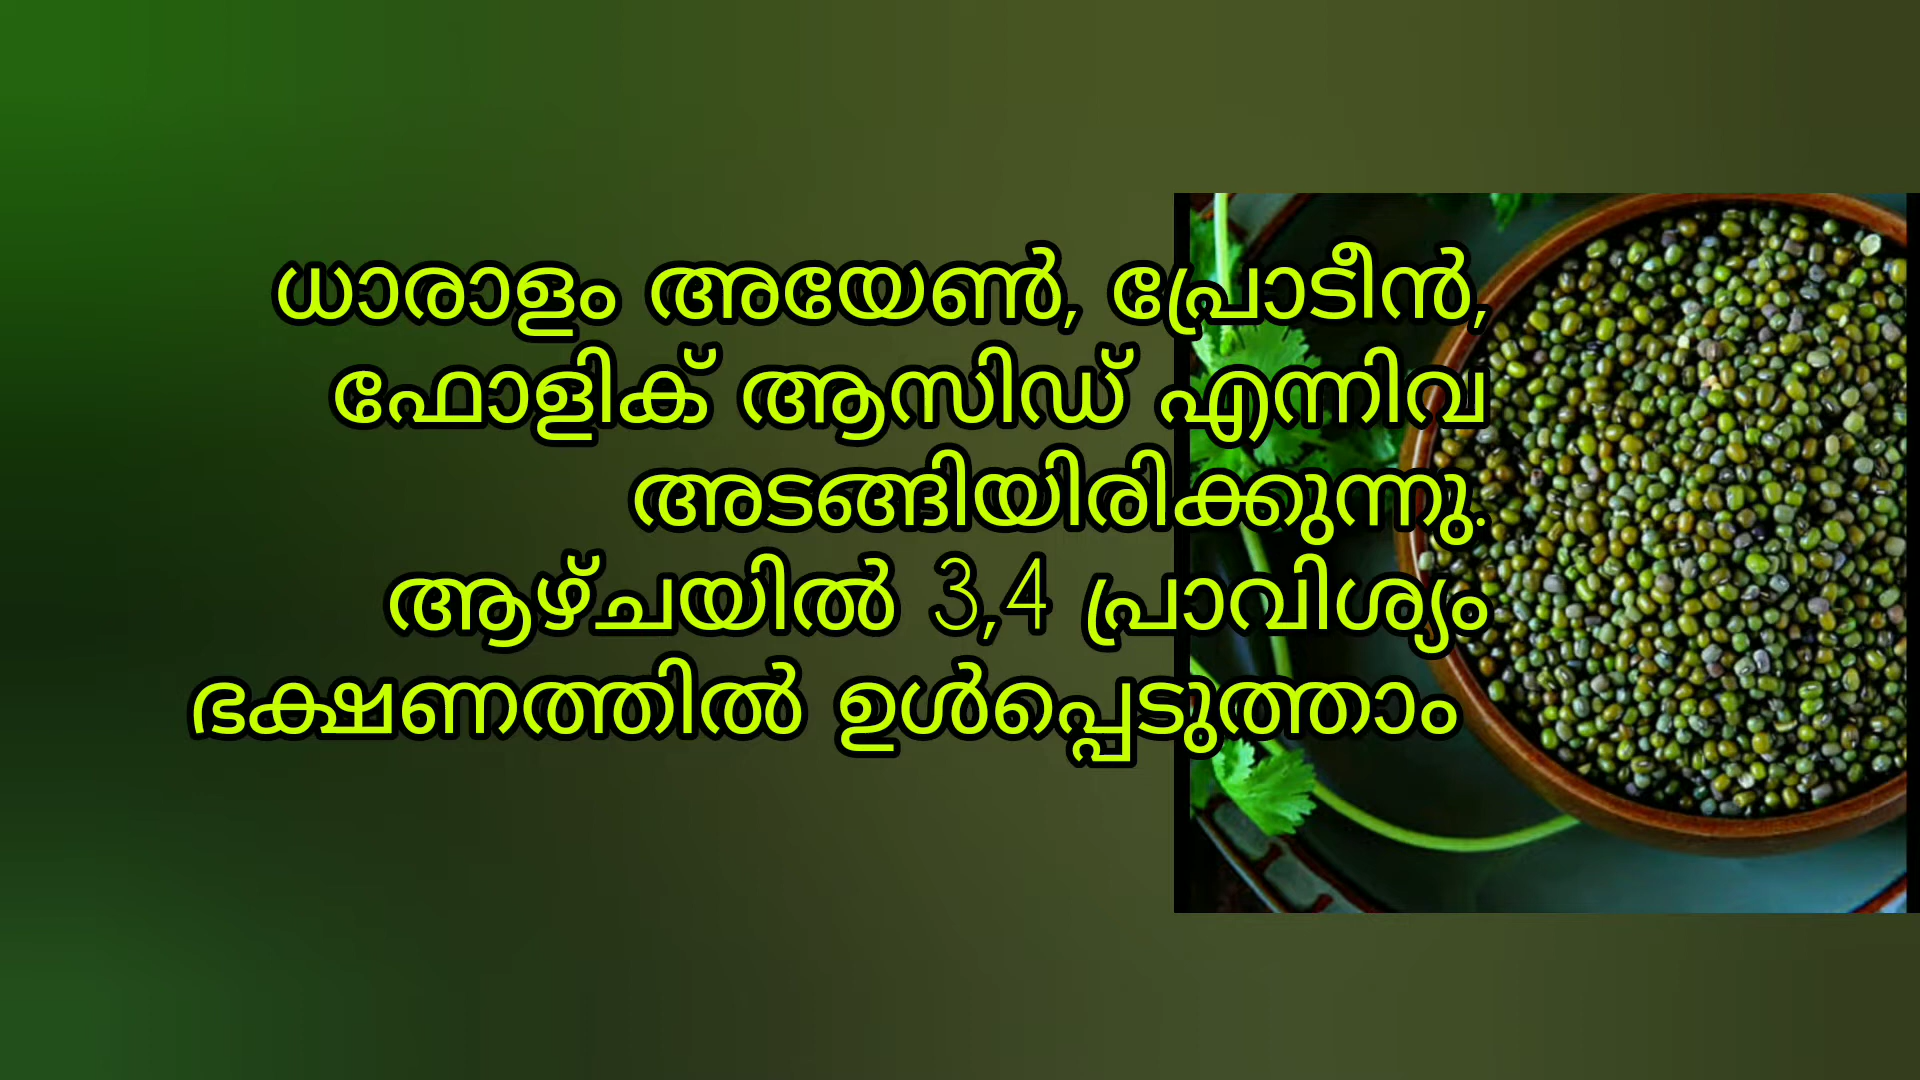 ധാരാളം അയേൺ, പ്രോടീൻ,
ഫോളിക് ആസിഡ് എന്നിവ
അടങ്ങിയിരിക്കുന്നു.
ആഴ്ചയിൽ 3,4 പ്രാവിശ്യം
ഭക്ഷണത്തിൽ ഉൾപ്പെടുത്താം